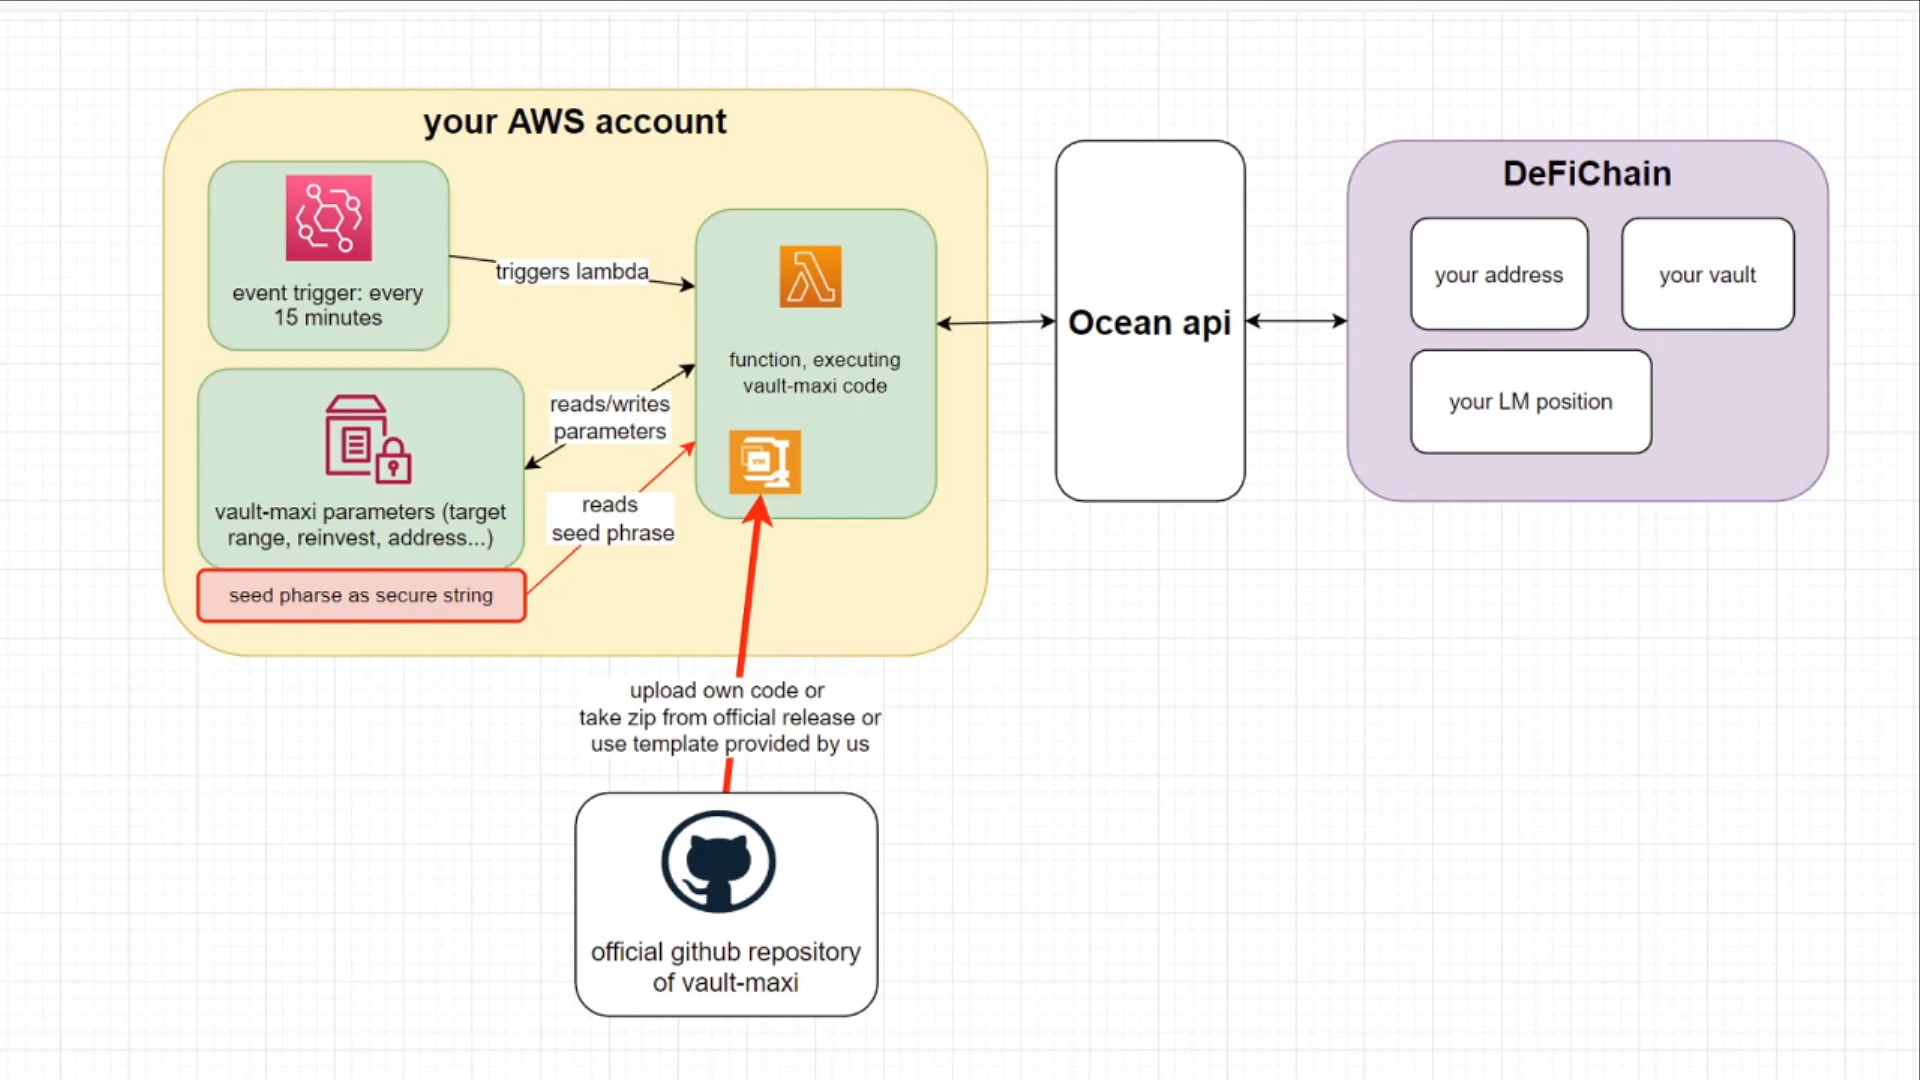 your AWS account
event trigger: every
15 minutes
triggers lambda
function, executing
vault-maxi code
reads/writes
parameters
VM
vault-maxi parameters (target
range, reinvest, address...)
reads
seed phrase
seed pharse as secure string
Ocean api
DeFiChain
your address
your vault
your LM position
upload own code or
take zip from official release or
use template provided by us
official github repository
of vault-maxi